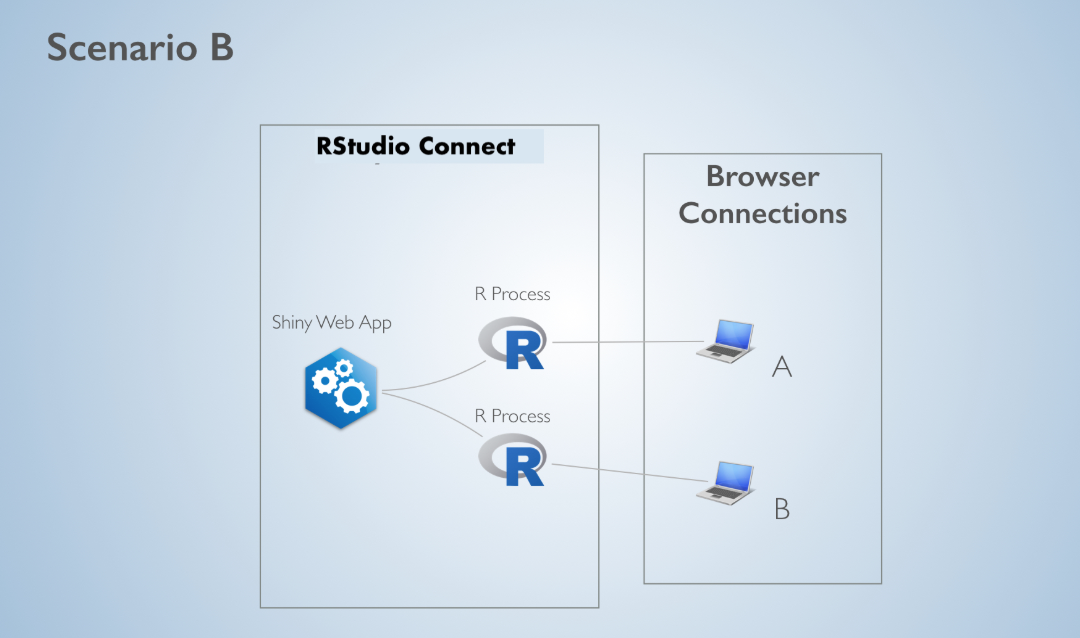 Scenario B
RStudio Connect
Browser
Connections
R Process
Shiny Web App
R
A
R Process
R
B